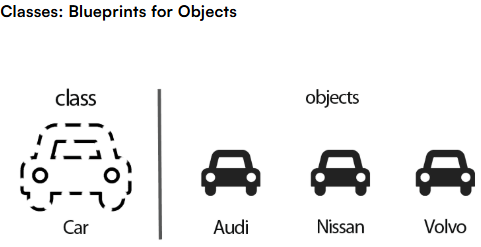 Classes: Blueprints for Objects
class
objects
Car
Audi
Nissan
Volvo